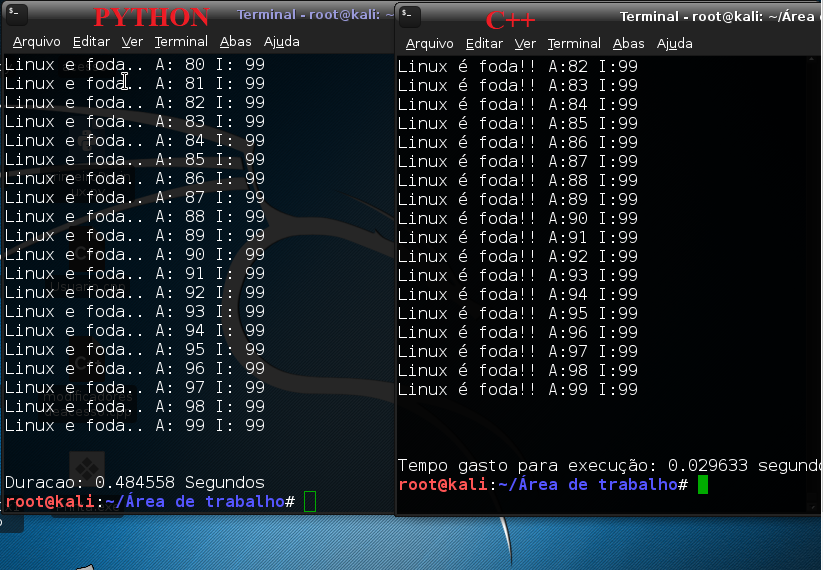 PYTHON
Terminal - root@kali: ~
Arquivo Editar Ver Terminal Abas Ajuda
Linux e foda.. A: 80 I: 99
Linux e foda.. A: 81 I: 99
Linux e foda.. A: 82 I: 99
Linux e foda.. A: 83 I: 99
Linux e foda.. A: 84 I: 99
Linux e foda.. A: 85 I: 99
Linux e foda.. A: 86 I: 99
Linux e foda.. A: 87 I: 99
Linux e foda.. A: 88 I: 99
Linux e foda.. A: 89 I: 99
Linux e foda.. A: 90 I: 99
Linux e foda.. A: 91 I: 99
Linux e foda.. A: 92 I: 99
Linux e foda.. A: 93 I: 99
Linux e foda.. A: 94 I: 99
Linux e foda.. A: 95 I: 99
Linux e foda.. A: 96 I: 99
Linux e foda.. A: 97 I: 99
Linux e foda.. A: 98 I: 99
Linux e foda.. A: 99 I: 99
Duracao: 0.484558 Segundos
root@kali:~/Área de trabalho#
C++
Terminal - root@kali: ~/Área
Arquivo Editar Ver Terminal Abas Ajuda
Linux é foda!! A:82 I:99
Linux é foda!! A:83 I:99
Linux é foda!! A:84 I:99
Linux é foda!! A:85 I:99
Linux é foda!! A:86 I:99
Linux é foda!! A:87 I:99
Linux é foda!! A:88 I:99
Linux é foda!! A:89 I:99
Linux é foda!! A:90 I:99
Linux é foda!! A:91 I:99
Linux é foda!! A:92 I:99
Linux é foda!! A:93 I:99
Linux é foda!! A:94 I:99
Linux é foda!! A:95 I:99
Linux é foda!! A:96 I:99
Linux é foda!! A:97 I:99
Linux é foda!! A:98 I:99
Linux é foda!! A:99 I:99
Tempo gasto para execução: 0.029633 segund
root@kali:~/Área de trabalho#